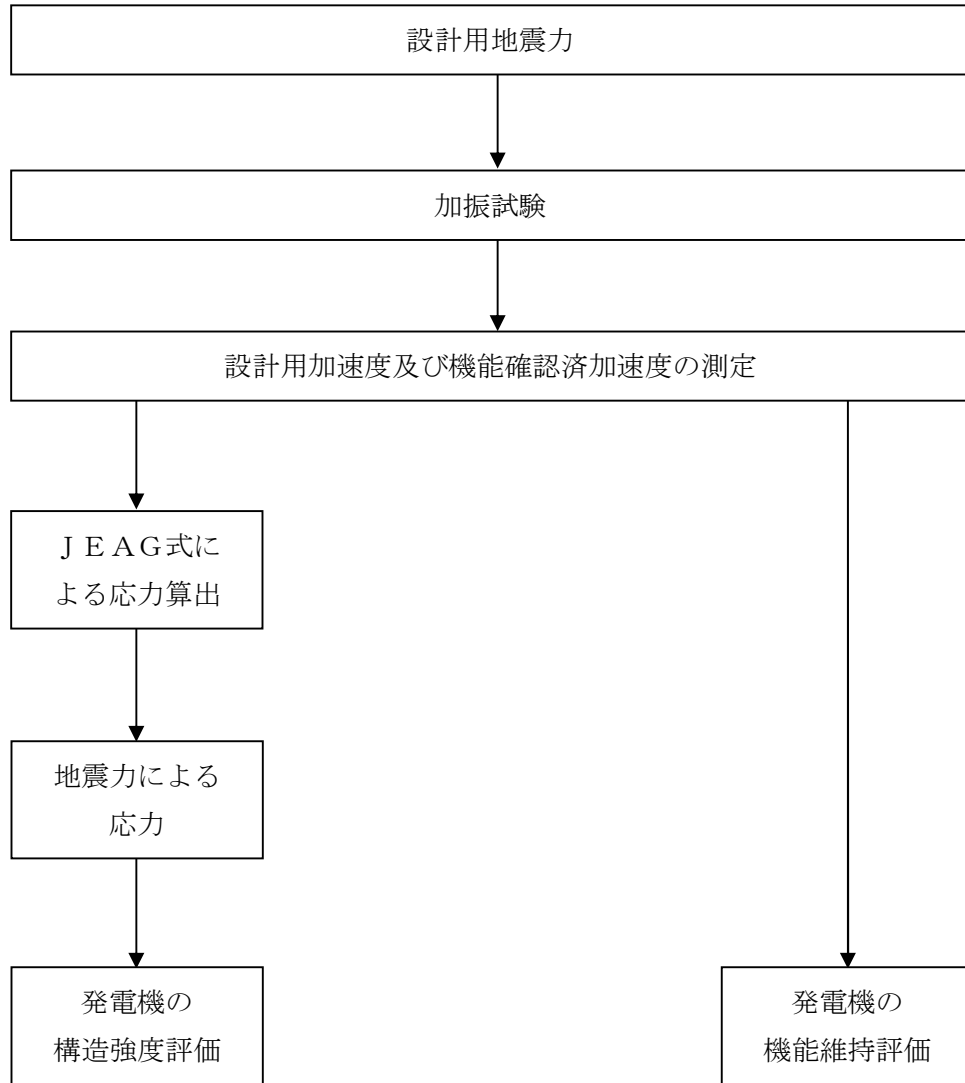 設計用地震力
加振試験
設計用加速度及び機能確認済加速度の測定
ＪＥＡＧ式に
よる応力算出
地震力による
応力
発電機の
構造強度評価
発電機の
機能維持評価